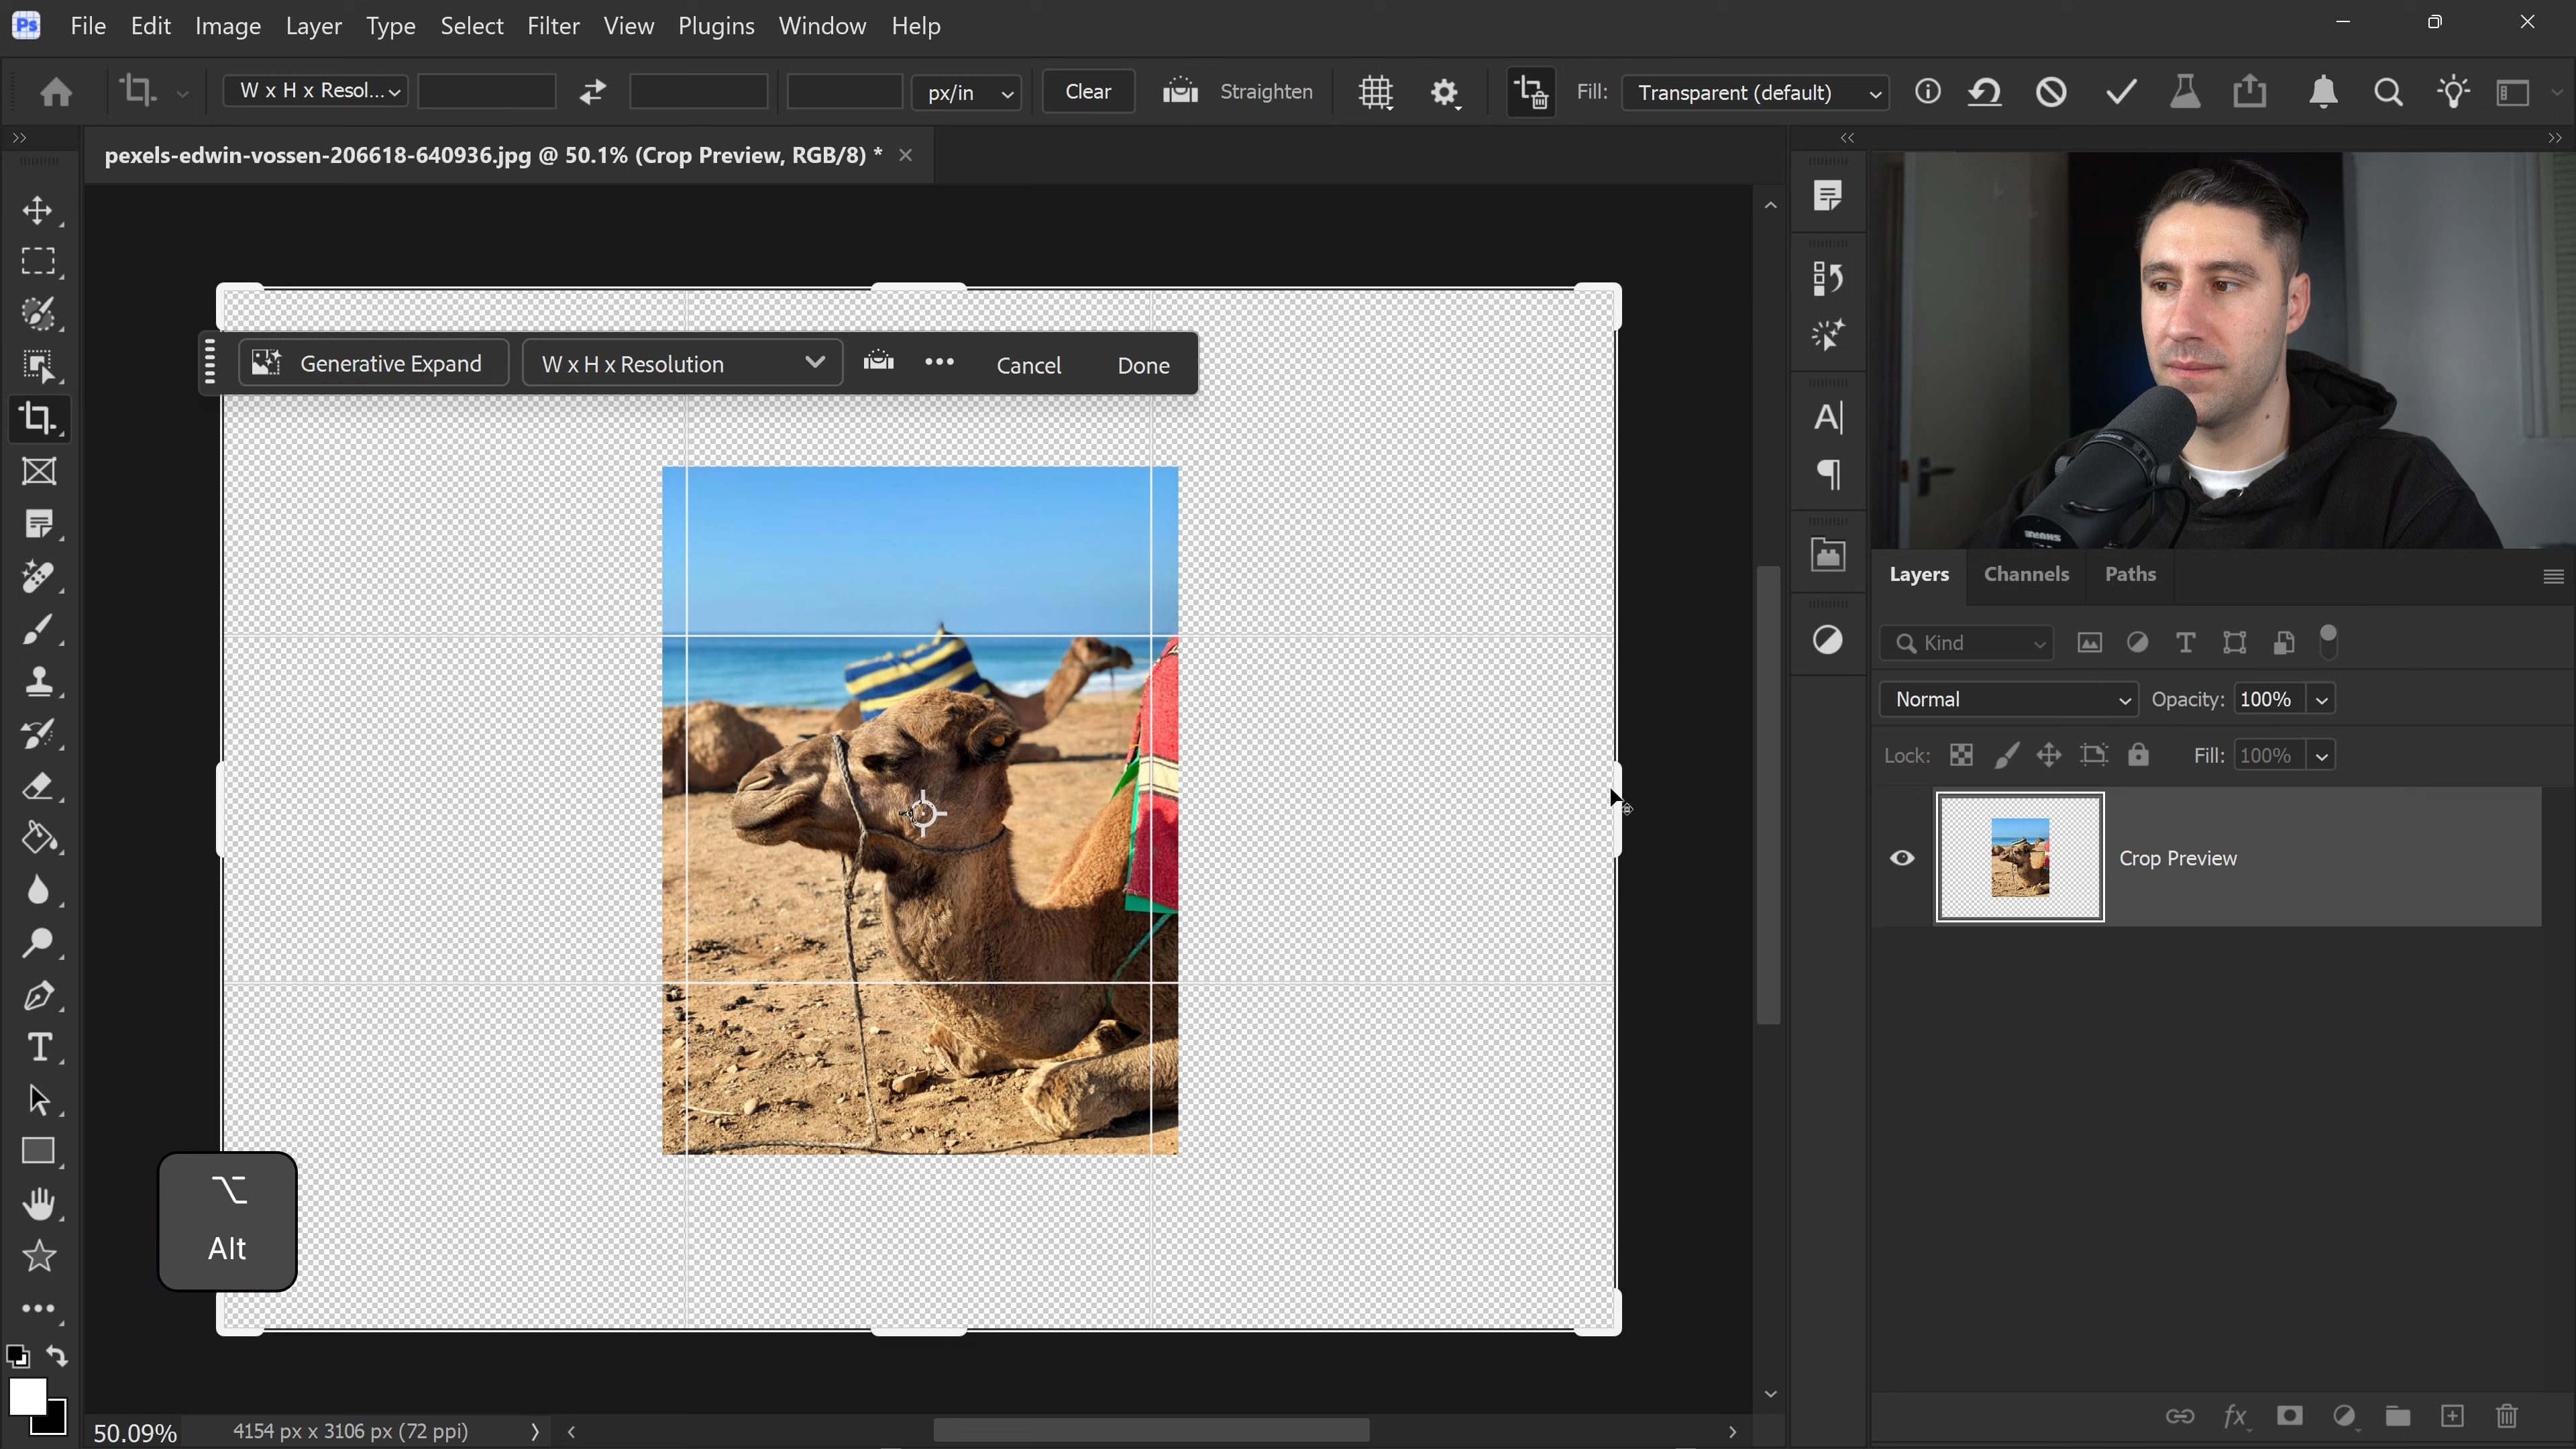 Ps File Edit Image Layer Type Select Filter View Plugins Window Help
W x H x Resol... px/in Clear Straighten Fill: Transparent (default)
pexels-edwin-vossen-206618-640936.jpg @ 50.1% (Crop Preview, RGB/8) *
Generative Expand W x H x Resolution Cancel Done
SHURE
Layers Channels Paths
Kind
Normal Opacity: 100%
Lock: Fill: 100%
Crop Preview
Alt
50.09% 4154 px x 3106 px (72 ppi)